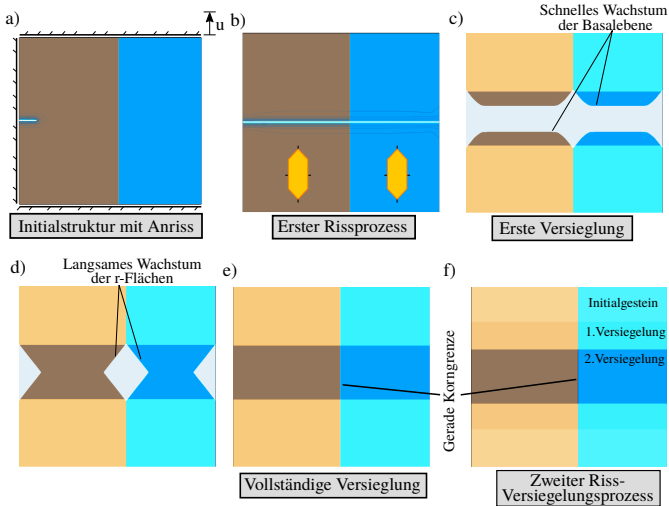 a)
u
Initialstruktur mit Anriss
b)
Erster Rissprozess
c)
Schnelles Wachstum
der Basalebene
Erste Versieglung
d)
Langsames Wachstum
der r-Flächen
e)
Vollständige Versieglung
Gerade Korngrenze
f)
Initialgestein
1.Versiegelung
2.Versiegelung
Zweiter Riss-
Versiegelungsprozess